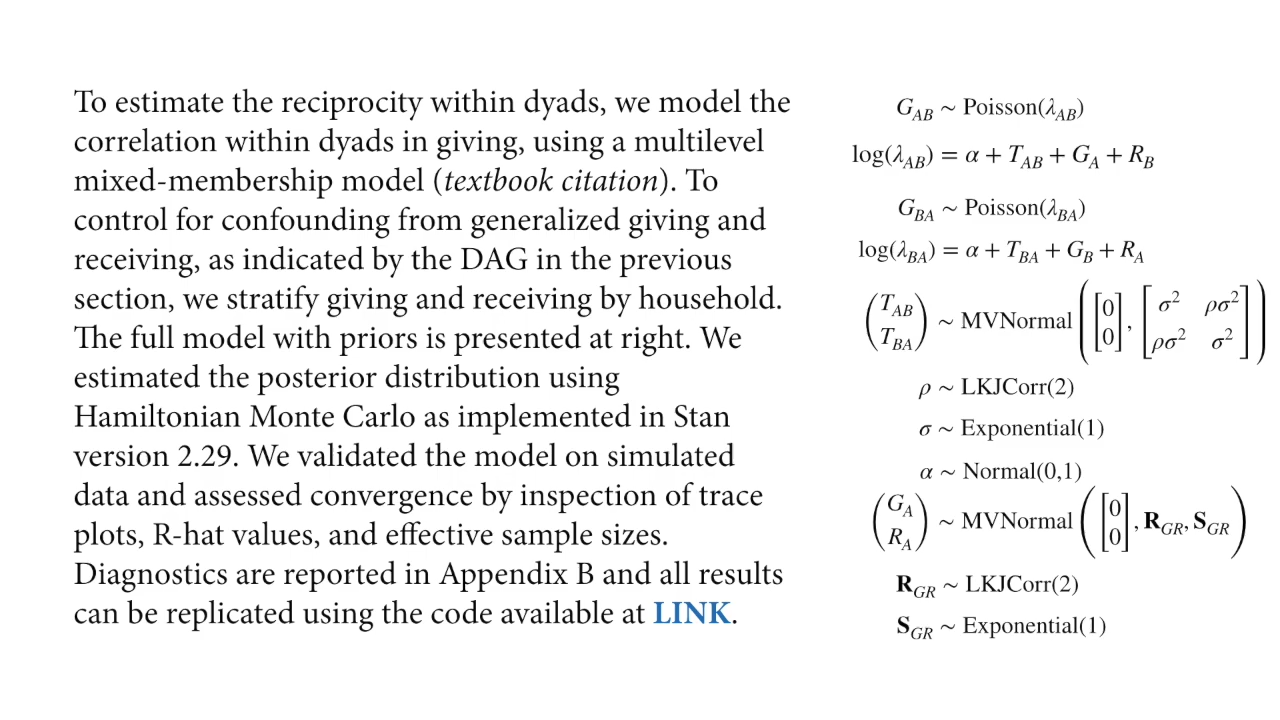 To estimate the reciprocity within dyads, we model the
correlation within dyads in giving, using a multilevel
mixed-membership model (textbook citation). To
control for confounding from generalized giving and
receiving, as indicated by the DAG in the previous
section, we stratify giving and receiving by household.
The full model with priors is presented at right. We
estimated the posterior distribution using
Hamiltonian Monte Carlo as implemented in Stan
version 2.29. We validated the model on simulated
data and assessed convergence by inspection of trace
plots, R-hat values, and effective sample sizes.
Diagnostics are reported in Appendix B and all results
can be replicated using the code available at LINK.
G_AB ∼ Poisson(λ_AB)
log(λ_AB) = α + T_AB + G_A + R_B
G_BA ∼ Poisson(λ_BA)
log(λ_BA) = α + T_BA + G_B + R_A
(T_AB T_BA) ∼ MVNormal([0 0], [σ² ρσ² ρσ² σ²])
ρ ∼ LKJCorr(2)
σ ∼ Exponential(1)
α ∼ Normal(0,1)
(G_A R_A) ∼ MVNormal([0 0], R_GR, S_GR)
R_GR ∼ LKJCorr(2)
S_GR ∼ Exponential(1)